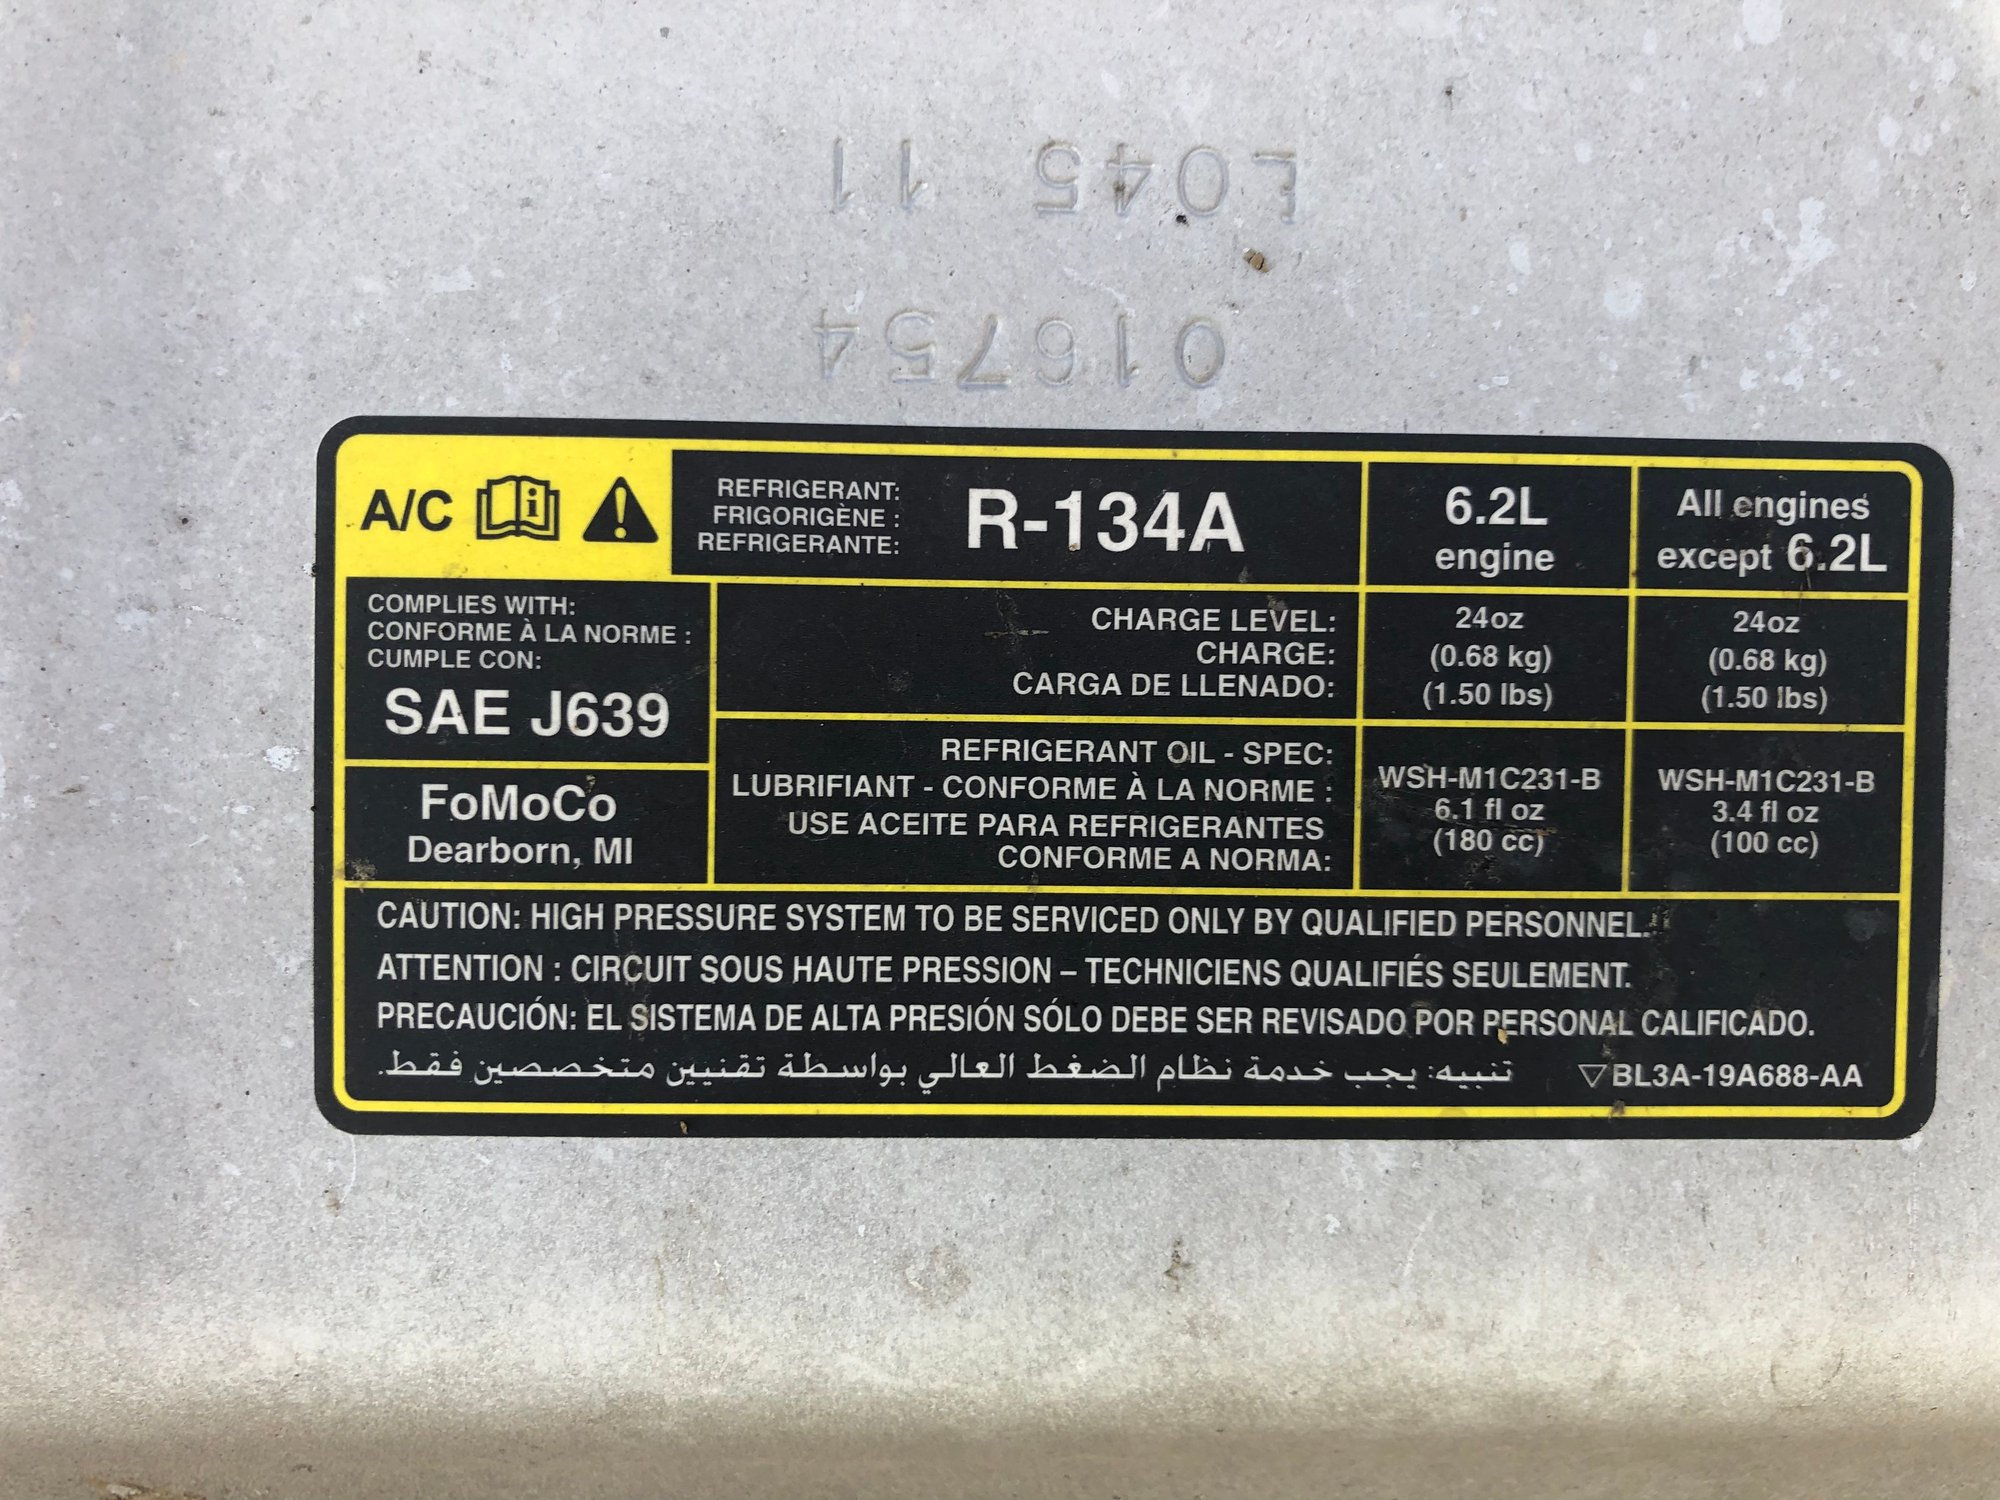 L045 11
016754
A/C
REFRIGERANT:
FRIGORIGÈNE :
REFRIGERANTE:
R-134A
6.2L
engine
All engines
except 6.2L
COMPLIES WITH:
CONFORME À LA NORME :
CUMPLE CON:
SAE J639
CHARGE LEVEL:
CHARGE:
CARGA DE LLENADO:
24oz
(0.68 kg)
(1.50 lbs)
24oz
(0.68 kg)
(1.50 lbs)
FoMoCo
Dearborn, MI
REFRIGERANT OIL - SPEC:
LUBRIFIANT - CONFORME À LA NORME :
USE ACEITE PARA REFRIGERANTES
CONFORME A NORMA:
WSH-M1C231-B
6.1 fl oz
(180 cc)
WSH-M1C231-B
3.4 fl oz
(100 cc)
CAUTION: HIGH PRESSURE SYSTEM TO BE SERVICED ONLY BY QUALIFIED PERSONNEL.
ATTENTION : CIRCUIT SOUS HAUTE PRESSION – TECHNICIENS QUALIFIÉS SEULEMENT.
PRECAUCIÓN: EL SISTEMA DE ALTA PRESIÓN SÓLO DEBE SER REVISADO POR PERSONAL CALIFICADO.
تنبيه: يجب خدمة نظام الضغط العالي بواسطة تقنيين متخصصين فقط.
BL3A-19A688-AA